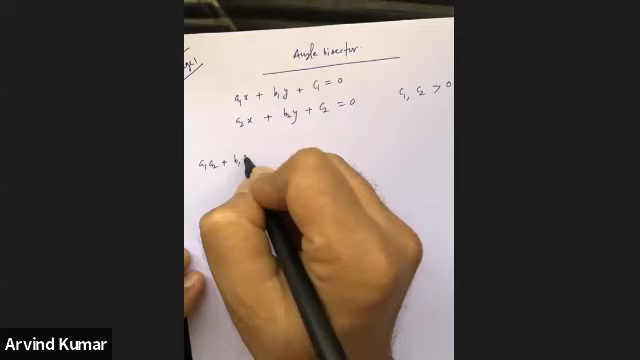 Angle bisector.
a₁x + b₁y + c₁ = 0
c₁, c₂ > 0
a₂x + b₂y + c₂ = 0
a₁a₂ + b₁
Arvind Kumar